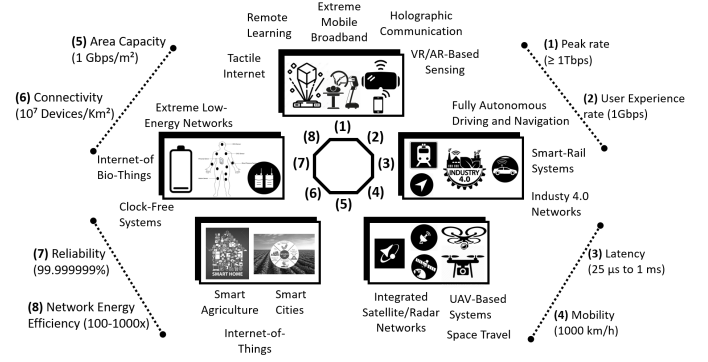 Remote
Learning
Extreme
Mobile
Broadband
Holographic
Communication
Tactile
Internet
VR/AR-Based
Sensing
(5) Area Capacity
(1 Gbps/m²)
(6) Connectivity
(10⁷ Devices/Km²)
(1) Peak rate
(≥ 1Tbps)
(2) User Experience
rate (1Gbps)
Extreme Low-
Energy Networks
Internet-of
Bio-Things
Clock-Free
Systems
Fully Autonomous
Driving and Navigation
Smart-Rail
Systems
Industy 4.0
Networks
INDUSTRY
4.0
(1)
(2)
(3)
(4)
(5)
(6)
(7)
(8)
SMART HOME
Smart
Agriculture
Smart
Cities
Internet-of-
Things
Integrated
Satellite/Radar
Networks
UAV-Based
Systems
Space Travel
(7) Reliability
(99.999999%)
(8) Network Energy
Efficiency (100-1000x)
(3) Latency
(25 µs to 1 ms)
(4) Mobility
(1000 km/h)